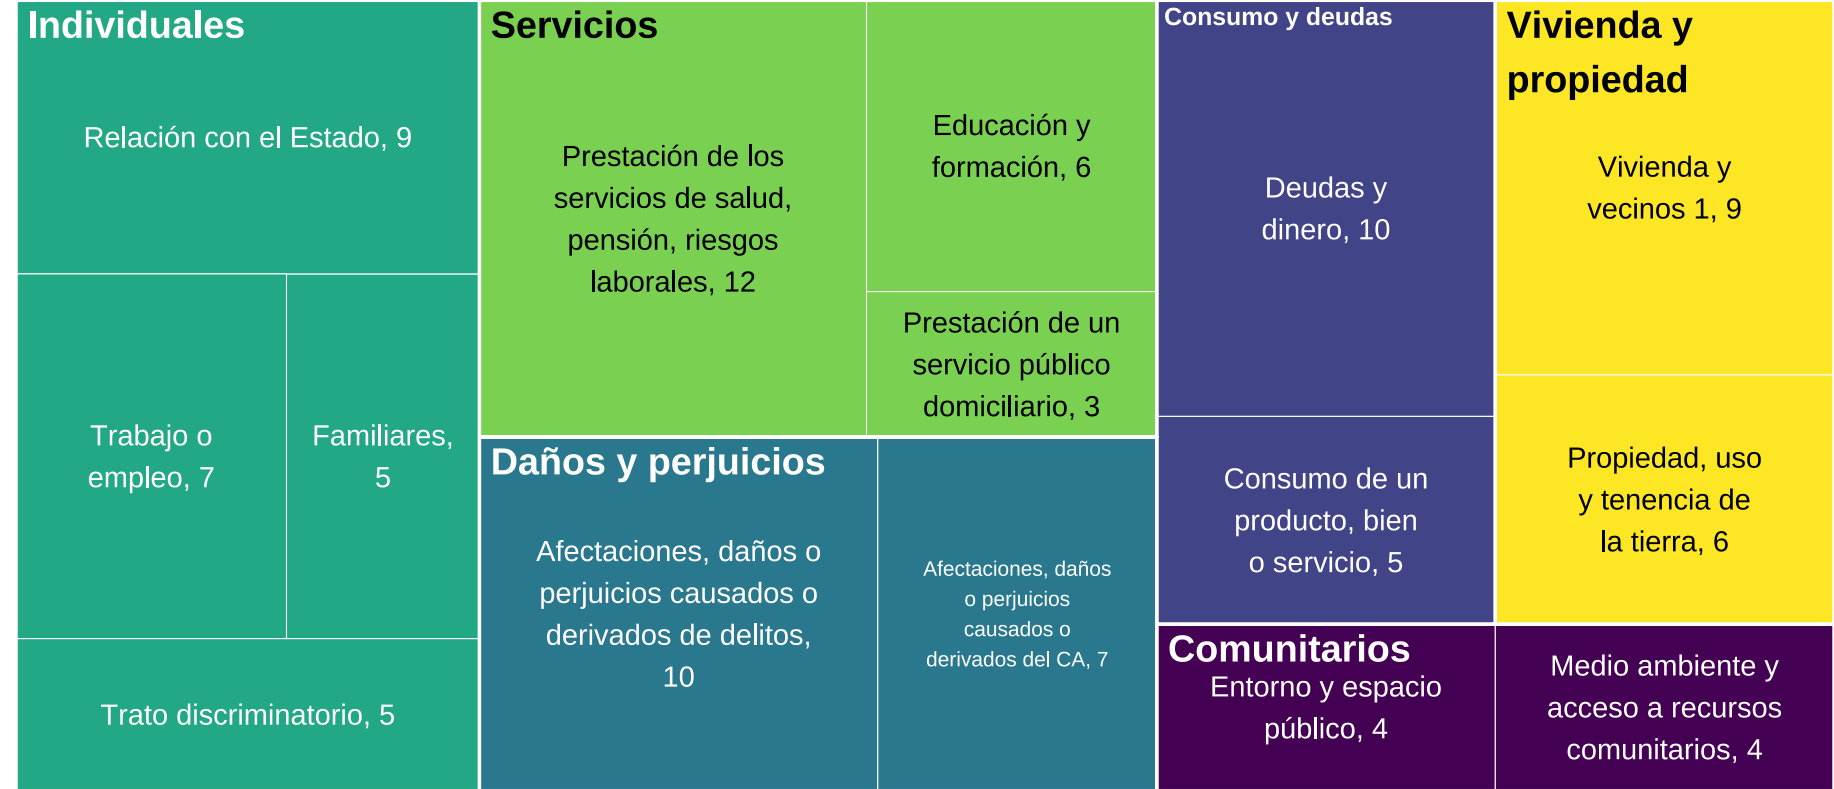 Individuales
Relación con el Estado, 9
Trabajo o
empleo, 7
Familiares,
5
Trato discriminatorio, 5
Servicios
Prestación de los
servicios de salud,
pensión, riesgos
laborales, 12
Educación y
formación, 6
Prestación de un
servicio público
domiciliario, 3
Daños y perjuicios
Afectaciones, daños o
perjuicios causados o
derivados de delitos,
10
Afectaciones, daños
o perjuicios
causados o
derivados del CA, 7
Consumo y deudas
Deudas y
dinero, 10
Consumo de un
producto, bien
o servicio, 5
Vivienda y
propiedad
Vivienda y
vecinos 1, 9
Propiedad, uso
y tenencia de
la tierra, 6
Comunitarios
Entorno y espacio
público, 4
Medio ambiente y
acceso a recursos
comunitarios, 4